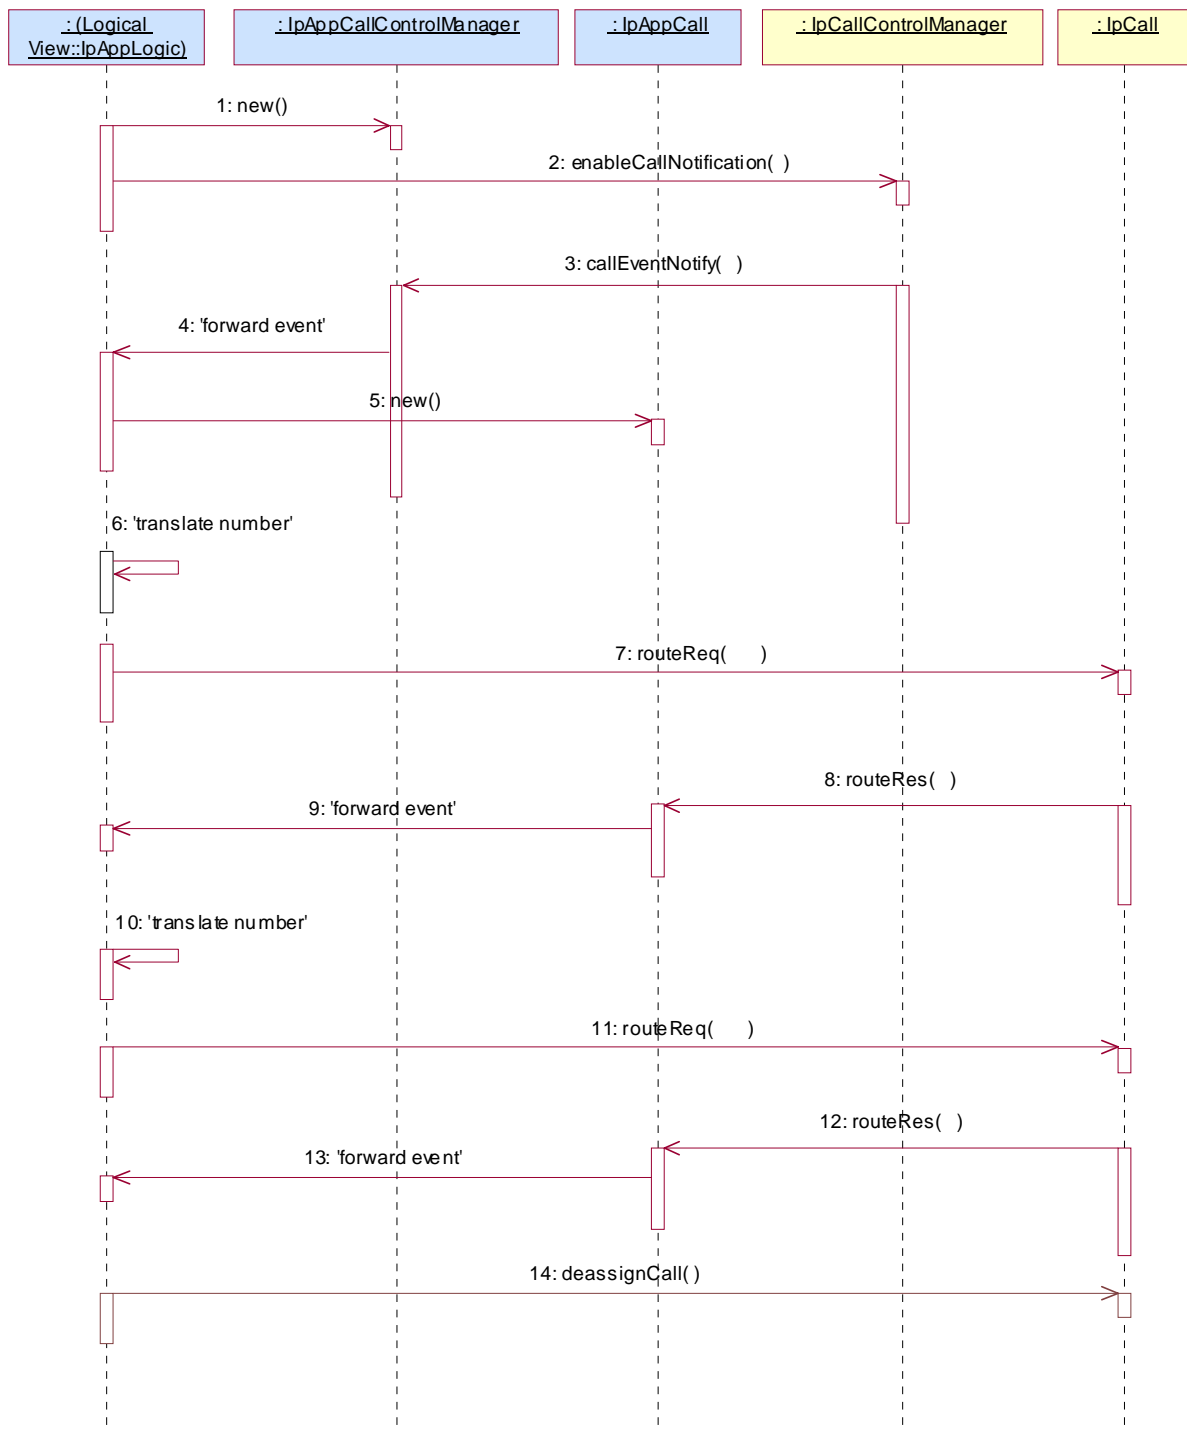 : (Logical
View::IpAppLogic)
: IpAppCallControlManager
: IpAppCall
: IpCallControlManager
: IpCall
1: new()
2: enableCallNotification( )
3: callEventNotify( )
4: 'forward event'
5: new()
6: 'translate number'
7: routeReq( )
8: routeRes( )
9: 'forward event'
10: 'translate number'
11: routeReq( )
12: routeRes( )
13: 'forward event'
14: deassignCall( )